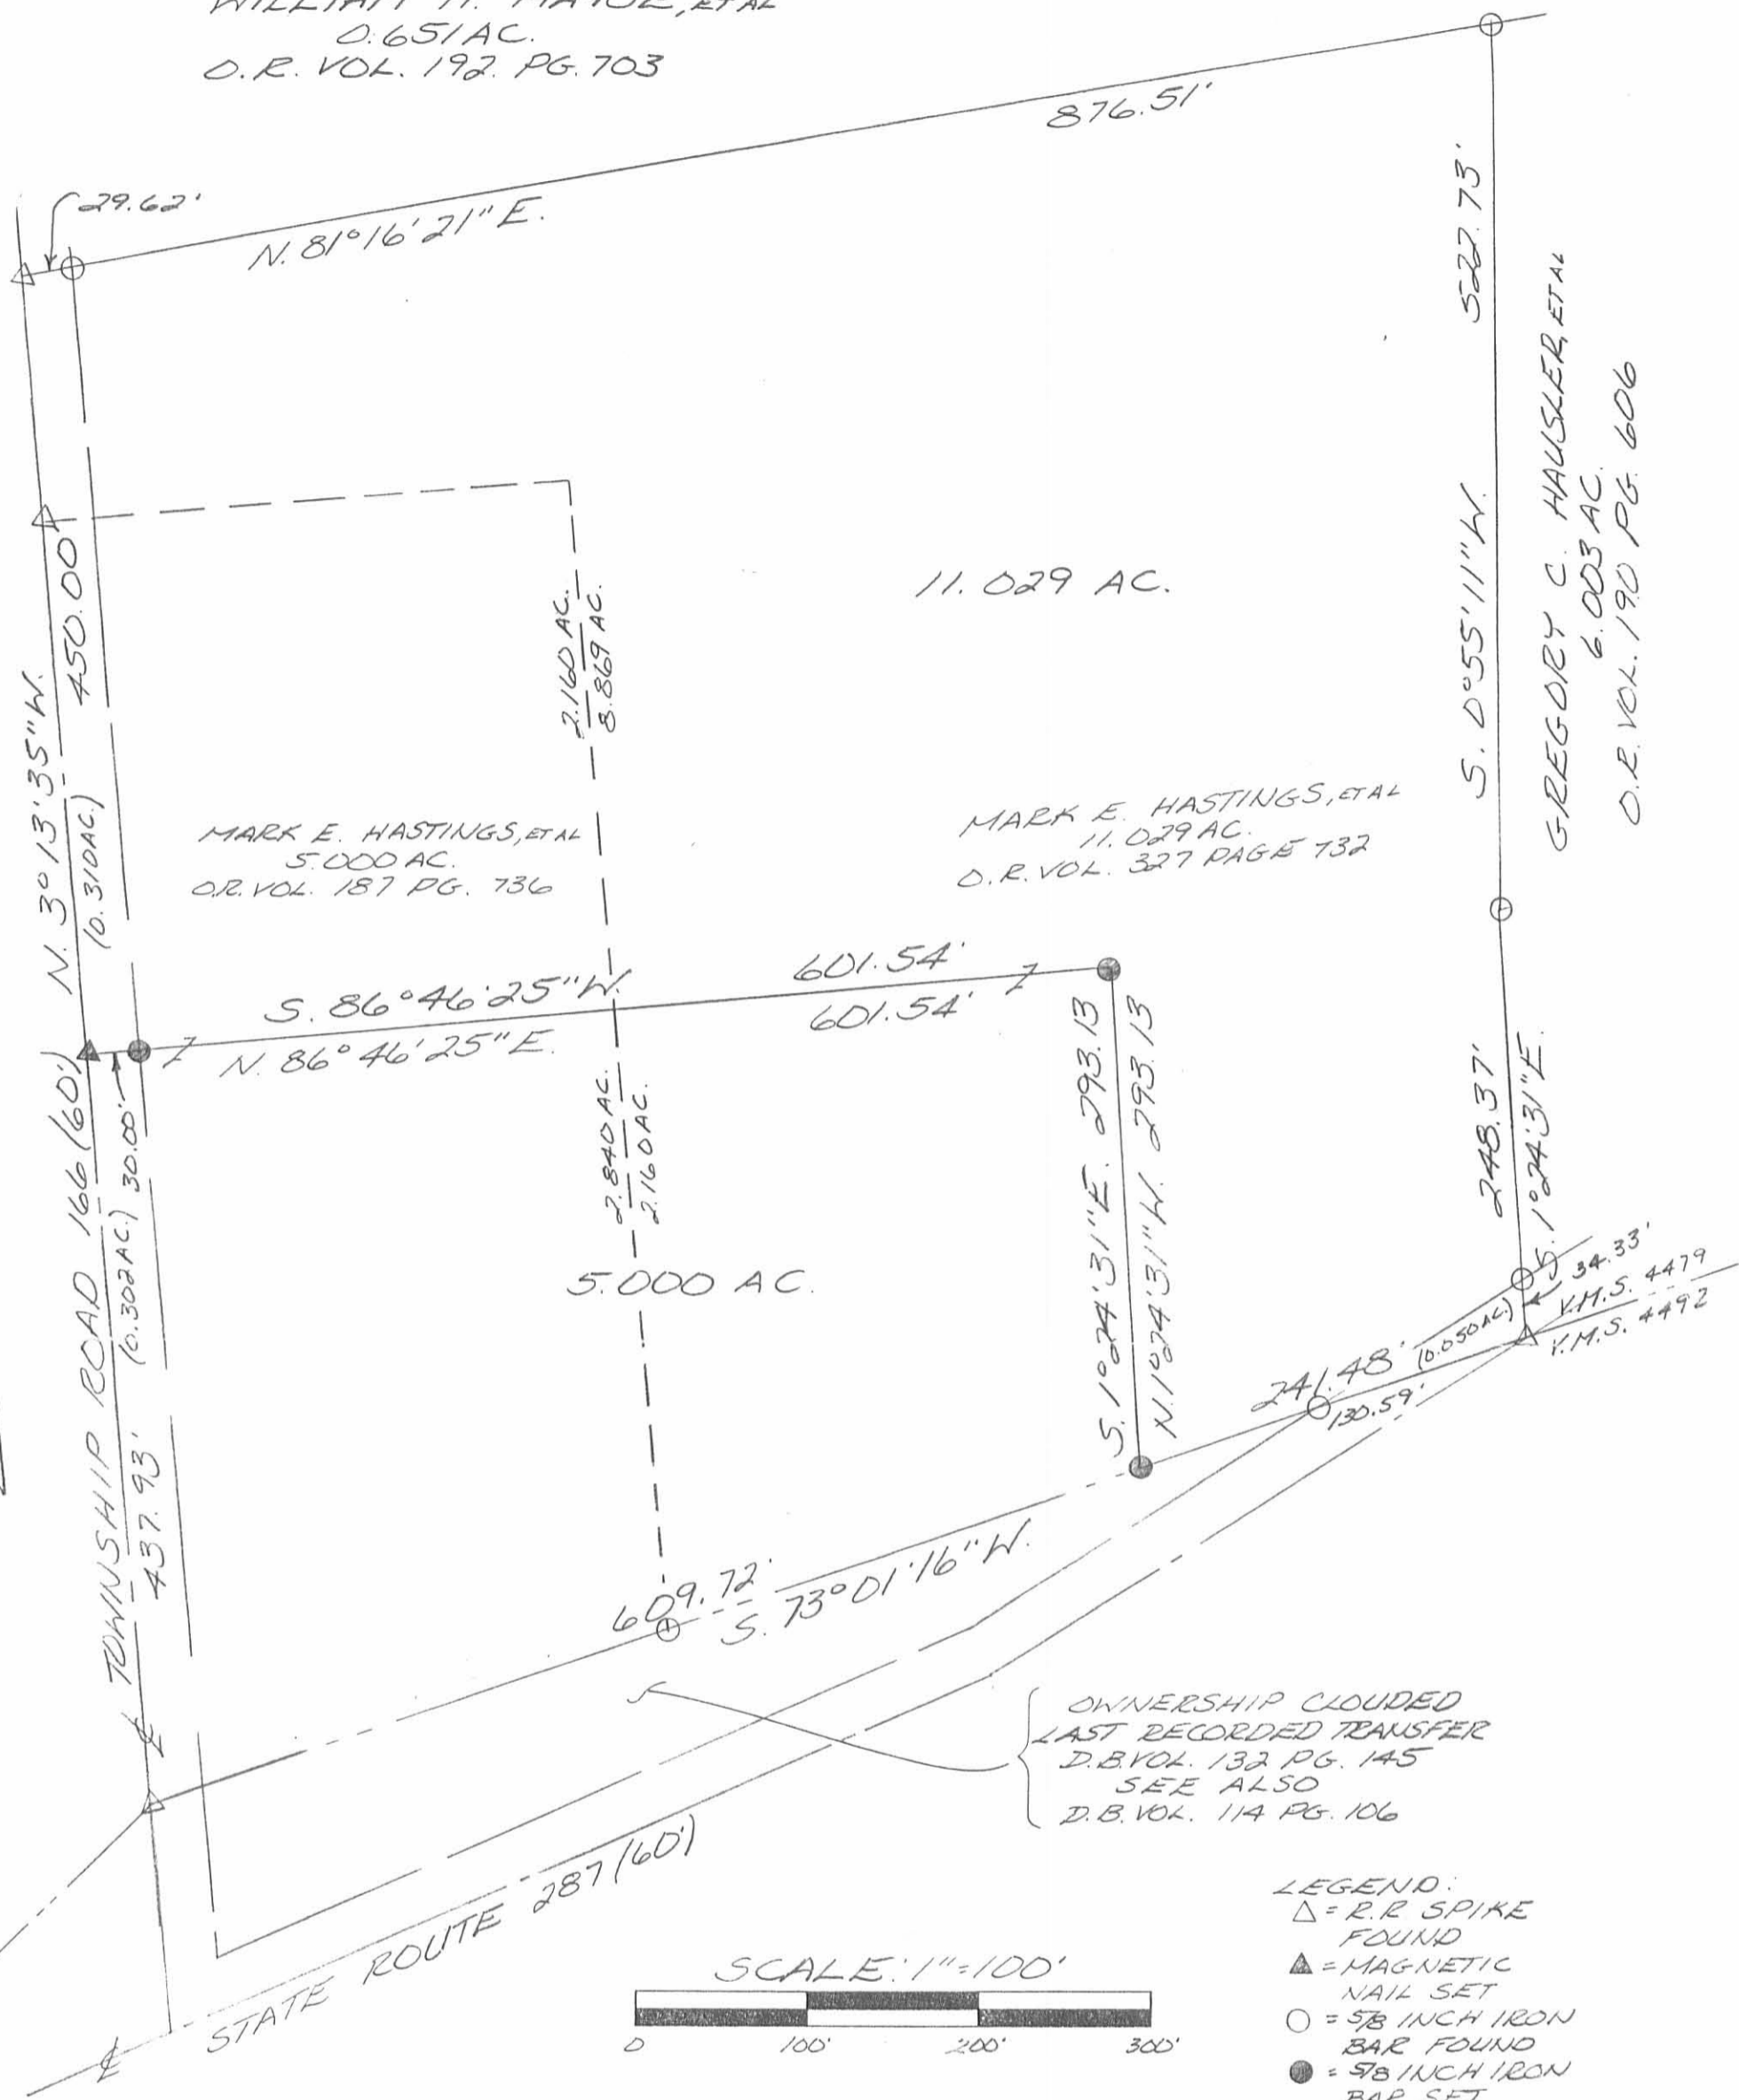 0.651 AC.
O.R. VOL. 192 PG. 703
876.51'
29.62'
N. 81°16'21" E.
522.73'
S. 0°55'11" W.
GREGORY C. HAUSLER, ET AL
6.003 AC.
O.R. VOL. 190 PG. 606
11.029 AC.
2.160 AC.
8.869 AC.
N. 3°13'35" W.
450.00'
(0.310 AC.)
MARK E. HASTINGS, ET AL
5.000 AC.
O.R. VOL. 187 PG. 736
MARK E. HASTINGS, ET AL
11.029 AC.
O.R. VOL. 327 PAGE 732
S. 86°46'25" W.
601.54'
N. 86°46'25" E.
601.54'
30.00'
S. 1°24'31" E. 293.13
N. 1°24'31" W. 293.13
248.37'
S. 1°24'31" E.
TOWNSHIP ROAD 166 (60')
(0.302 AC.)
437.93'
2.840 AC.
2.160 AC.
5.000 AC.
34.33'
V.M.S. 4479
V.M.S. 4492
(0.050 AC.)
241.48'
130.59'
609.72'
S. 73°01'16" W.
OWNERSHIP CLOUDED
LAST RECORDED TRANSFER
D.B. VOL. 132 PG. 145
SEE ALSO
D.B. VOL. 114 PG. 106
STATE ROUTE 287 (60')
SCALE: 1"=100'
0 100' 200' 300'
LEGEND:
△ = R.R SPIKE
FOUND
▲ = MAGNETIC
NAIL SET
○ = 5/8 INCH IRON
BAR FOUND
● = 5/8 INCH IRON
BAR SET